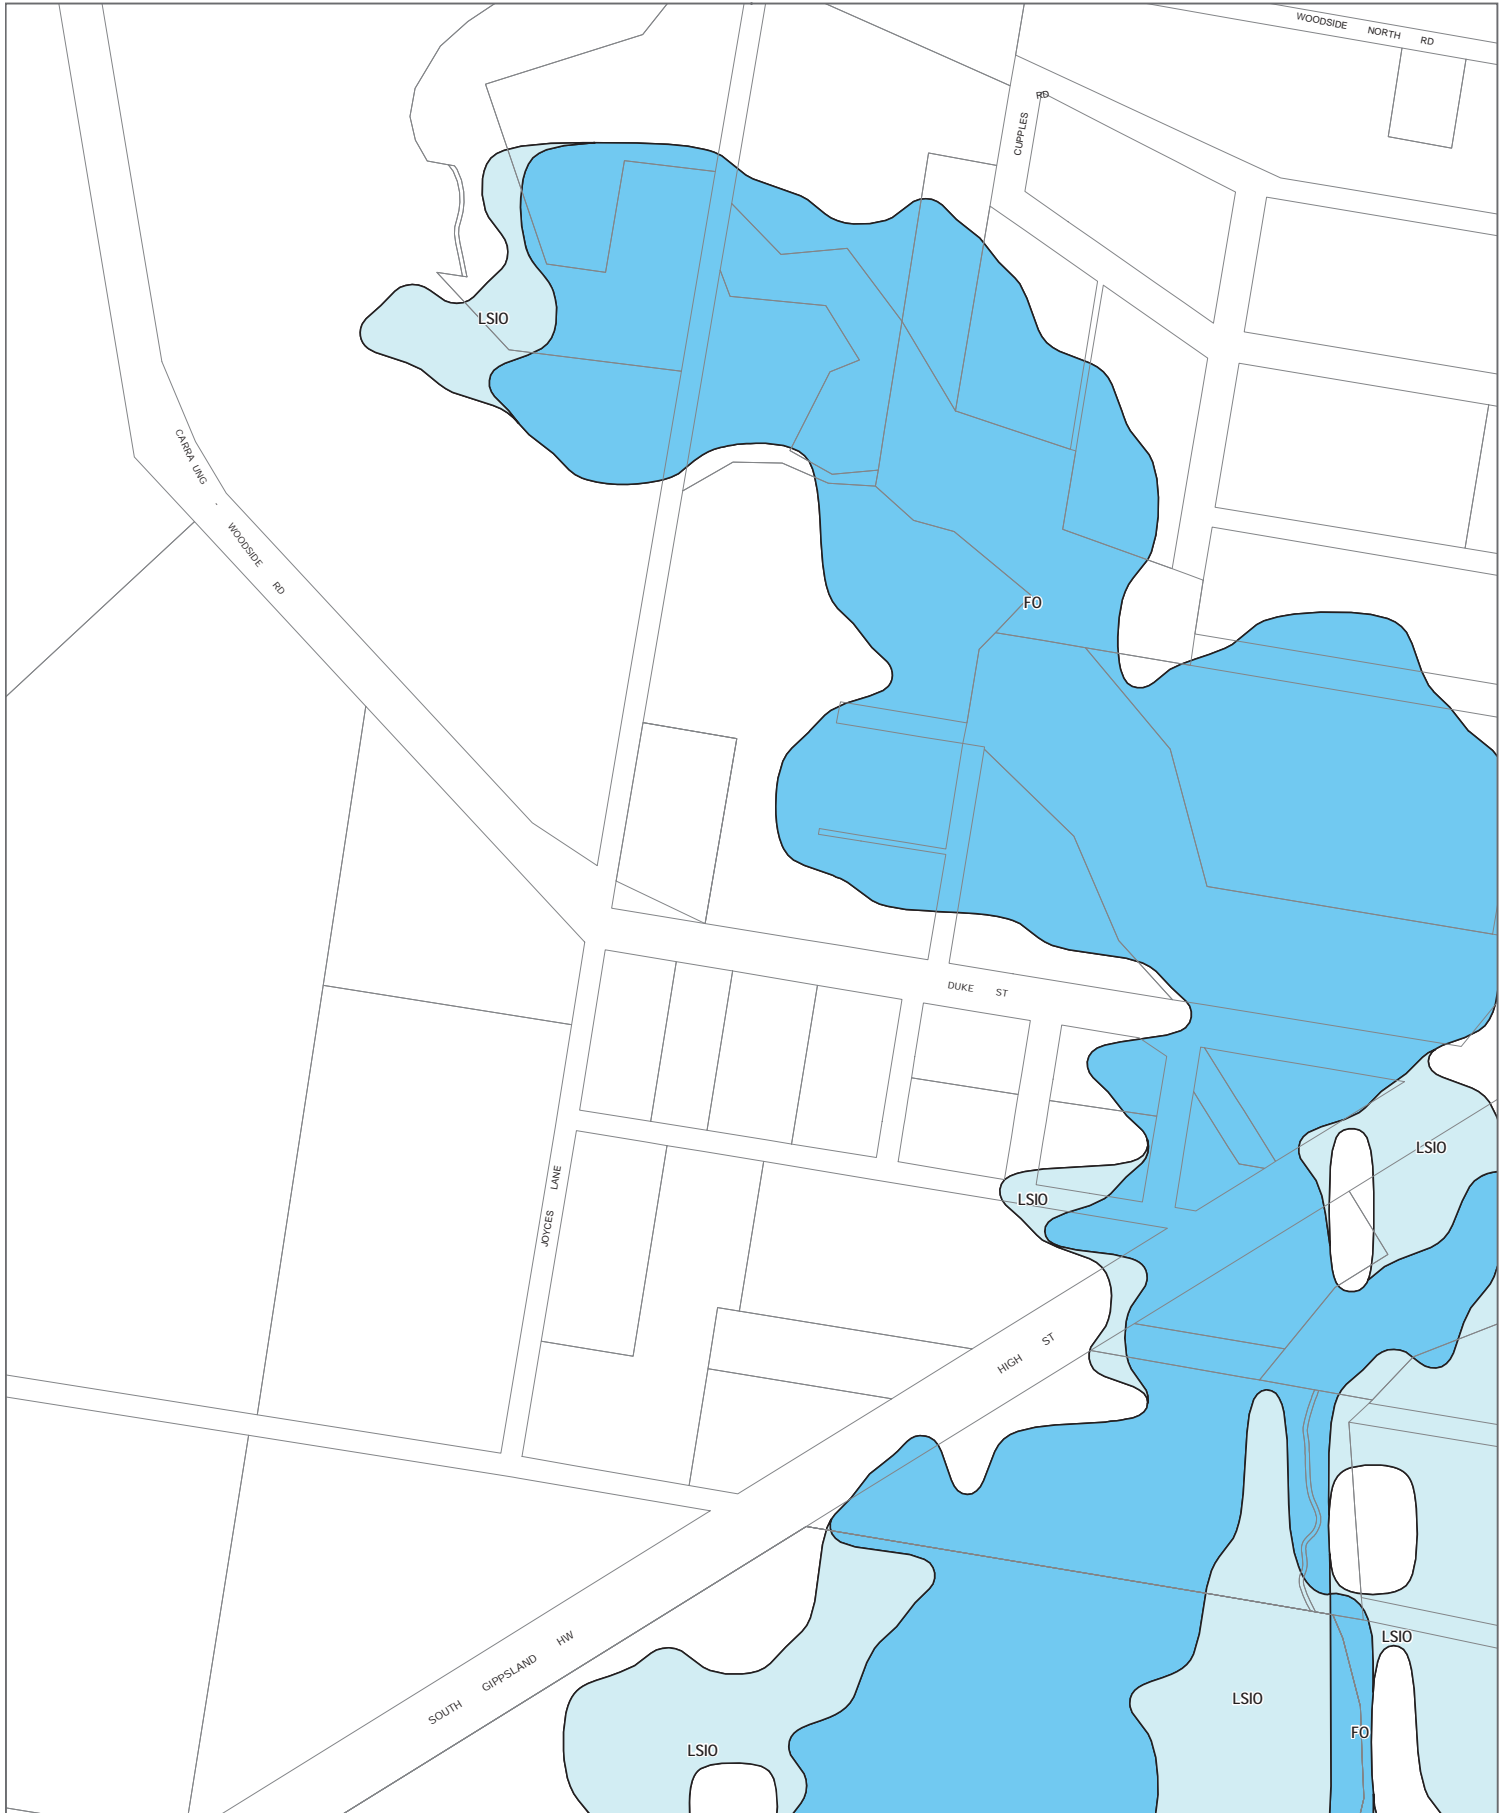 WOODSIDE NORTH RD
RD
CUPPLES
LSIO
CARRA UNG - WOODSIDE RD
FO
DUKE ST
LSIO
LSIO
JOYCES LANE
HIGH ST
LSIO
SOUTH GIPPSLAND HW
LSIO
FO
LSIO